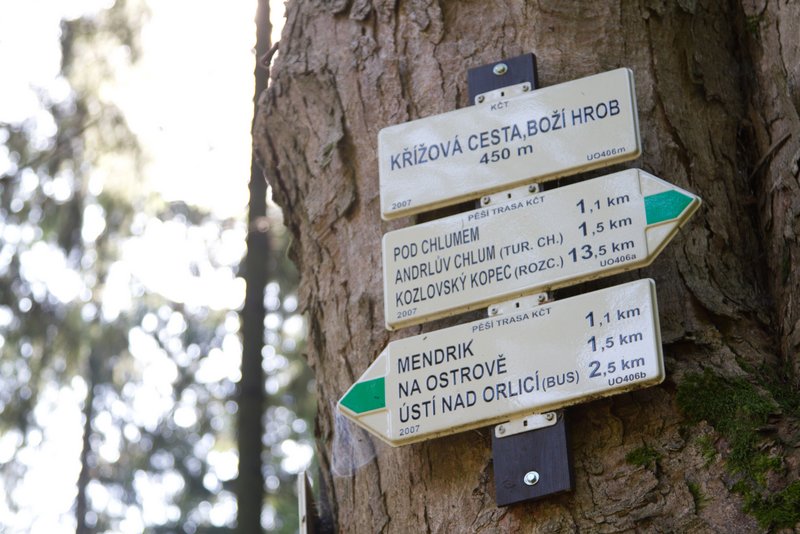 KČT
KŘÍŽOVÁ CESTA,BOŽÍ HROB
450 m
2007 UO406m
PĚŠÍ TRASA KČT
POD CHLUMEM 1,1 km
ANDRLŮV CHLUM (TUR. CH.) 1,5 km
KOZLOVSKÝ KOPEC (ROZC.) 13,5 km
2007 UO406a
PĚŠÍ TRASA KČT
MENDRIK 1,1 km
NA OSTROVĚ 1,5 km
ÚSTÍ NAD ORLICÍ (BUS) 2,5 km
2007 UO406b